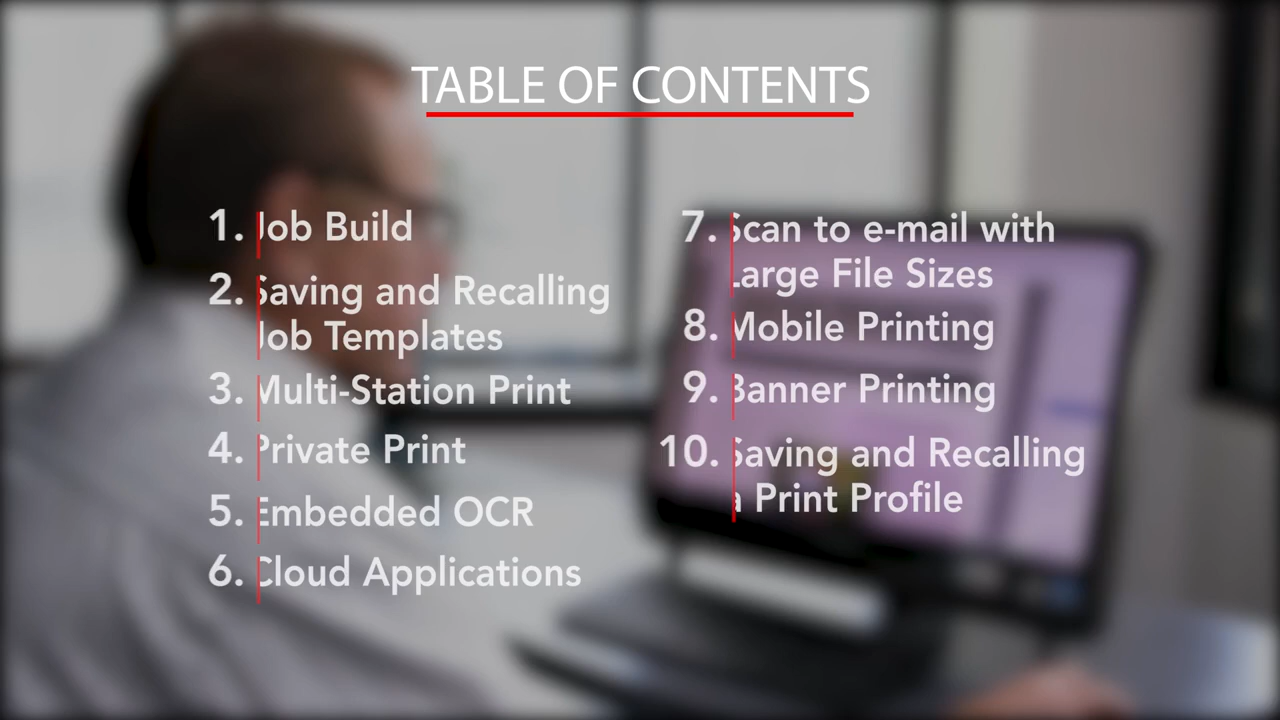 TABLE OF CONTENTS
1. Job Build
2. Saving and Recalling
Job Templates
3. Multi-Station Print
4. Private Print
5. Embedded OCR
6. Cloud Applications
7. Scan to e-mail with
Large File Sizes
8. Mobile Printing
9. Banner Printing
10. Saving and Recalling
a Print Profile